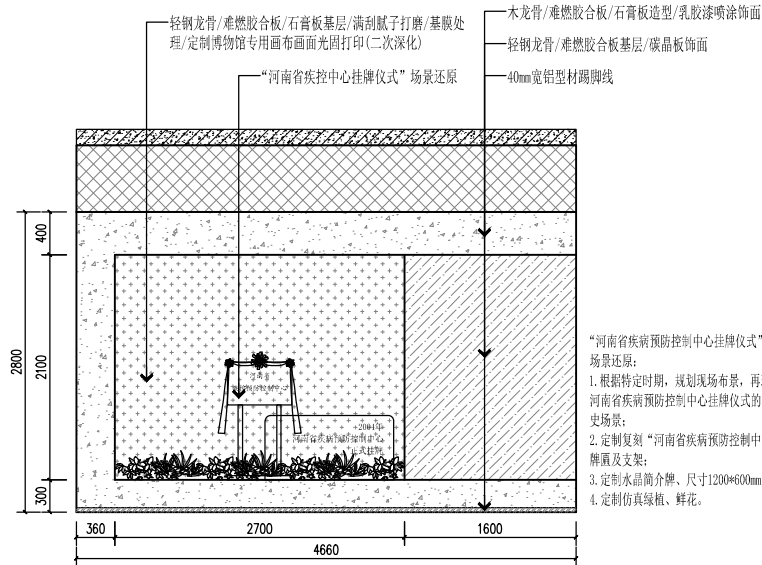 轻钢龙骨/难燃胶合板/石膏板基层/满刮腻子打磨/基膜处
理/定制博物馆专用画布画面光固打印(二次深化)
“河南省疾控中心挂牌仪式”场景还原
木龙骨/难燃胶合板/石膏板造型/乳胶漆喷涂饰面
轻钢龙骨/难燃胶合板基层/碳晶板饰面
40mm宽铝型材踢脚线
400
2100
2800
300
2004年
河南省疾病预防控制中心
正式挂牌
“河南省疾病预防控制中心挂牌仪式”
场景还原;
1.根据特定时期，规划现场布景，再
河南省疾病预防控制中心挂牌仪式的
史场景;
2.定制复刻“河南省疾病预防控制中
牌匾及支架;
3.定制水晶简介牌、尺寸1200*600mm
4.定制仿真绿植、鲜花。
360
2700
1600
4660